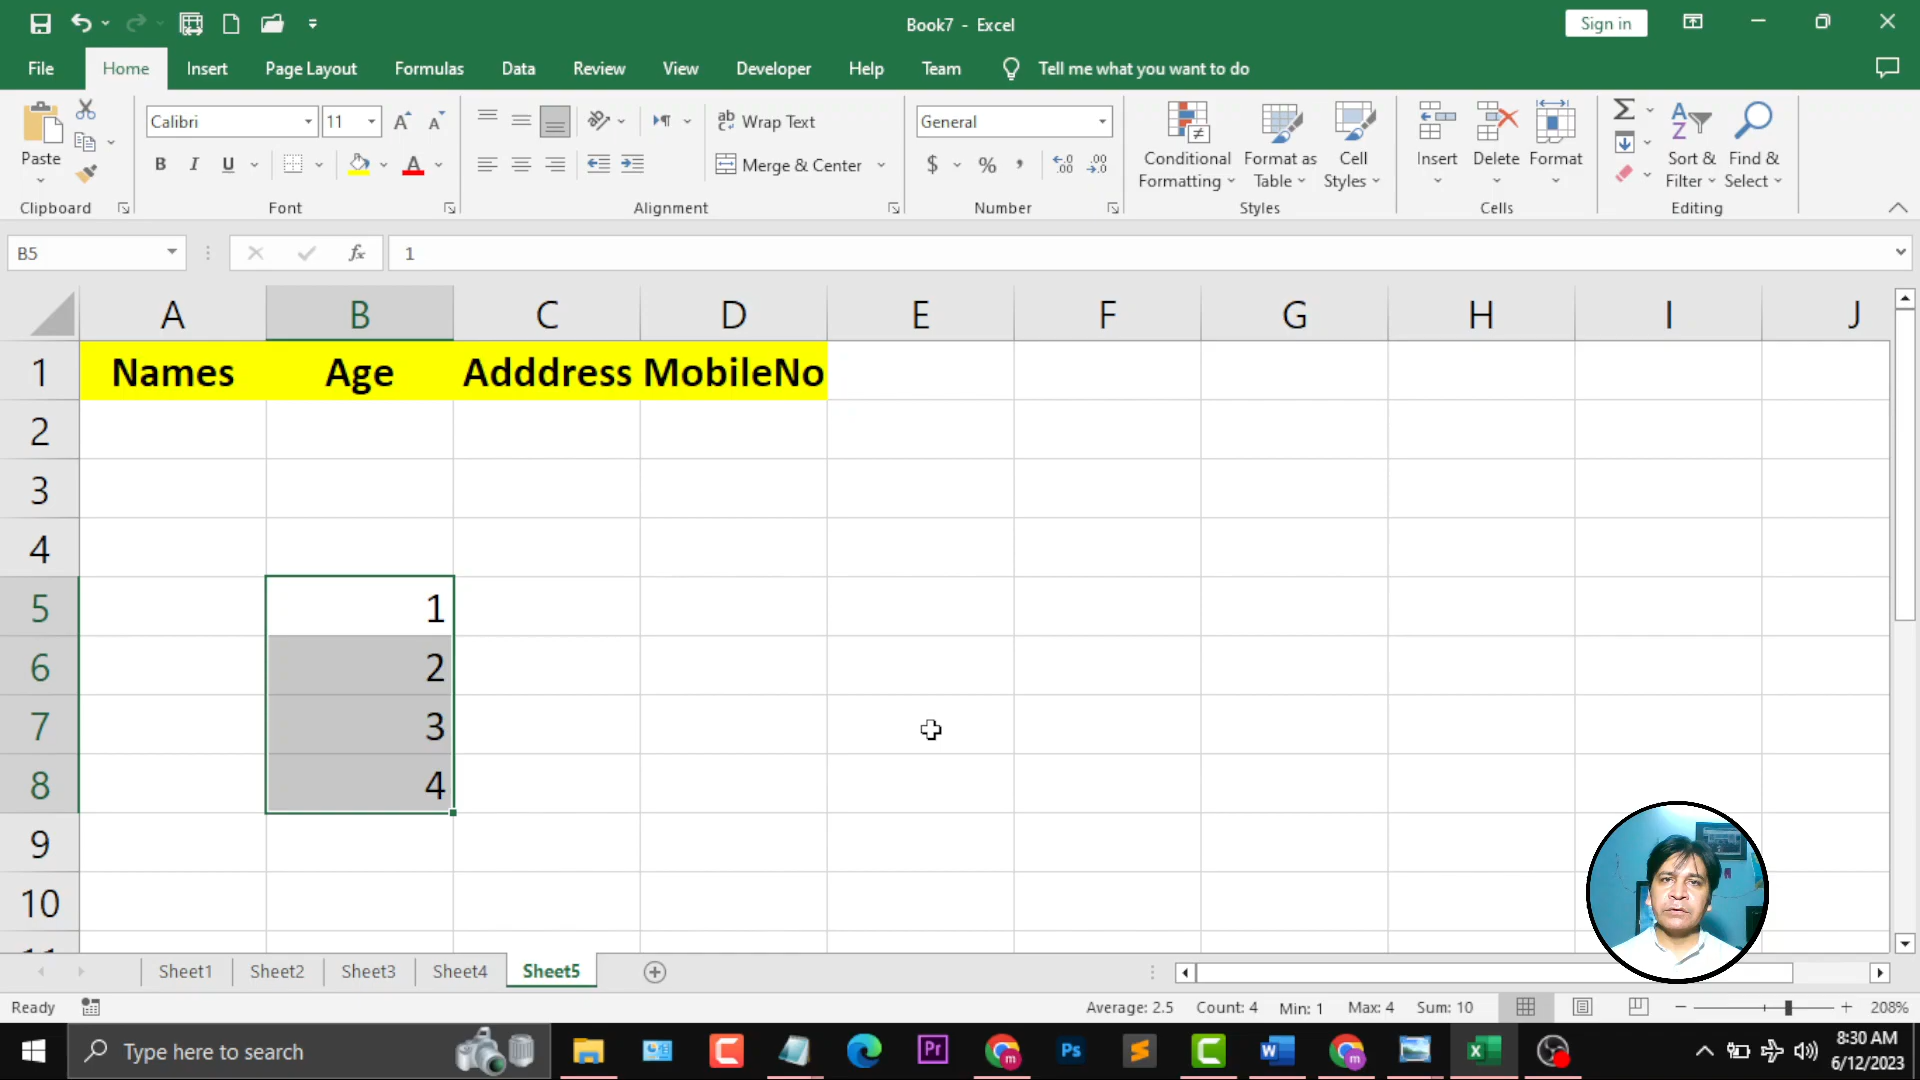 Book7 - Excel
Sign in
File Home Insert Page Layout Formulas Data Review View Developer Help Team Tell me what you want to do
Paste
Clipboard
Calibri 11
B I U
Font
Wrap Text
Merge & Center
Alignment
General
$ % ,
Number
Conditional Formatting
Format as Table
Cell Styles
Styles
Insert Delete Format
Cells
Sort & Filter
Find & Select
Editing
B5 fx 1
A B C D E F G H I J
1 Names Age Adddress MobileNo
2
3
4
5 1
6 2
7 3
8 4
9
10
Sheet1 Sheet2 Sheet3 Sheet4 Sheet5
Ready Average: 2.5 Count: 4 Min: 1 Max: 4 Sum: 10 208%
Type here to search
8:30 AM
6/12/2023